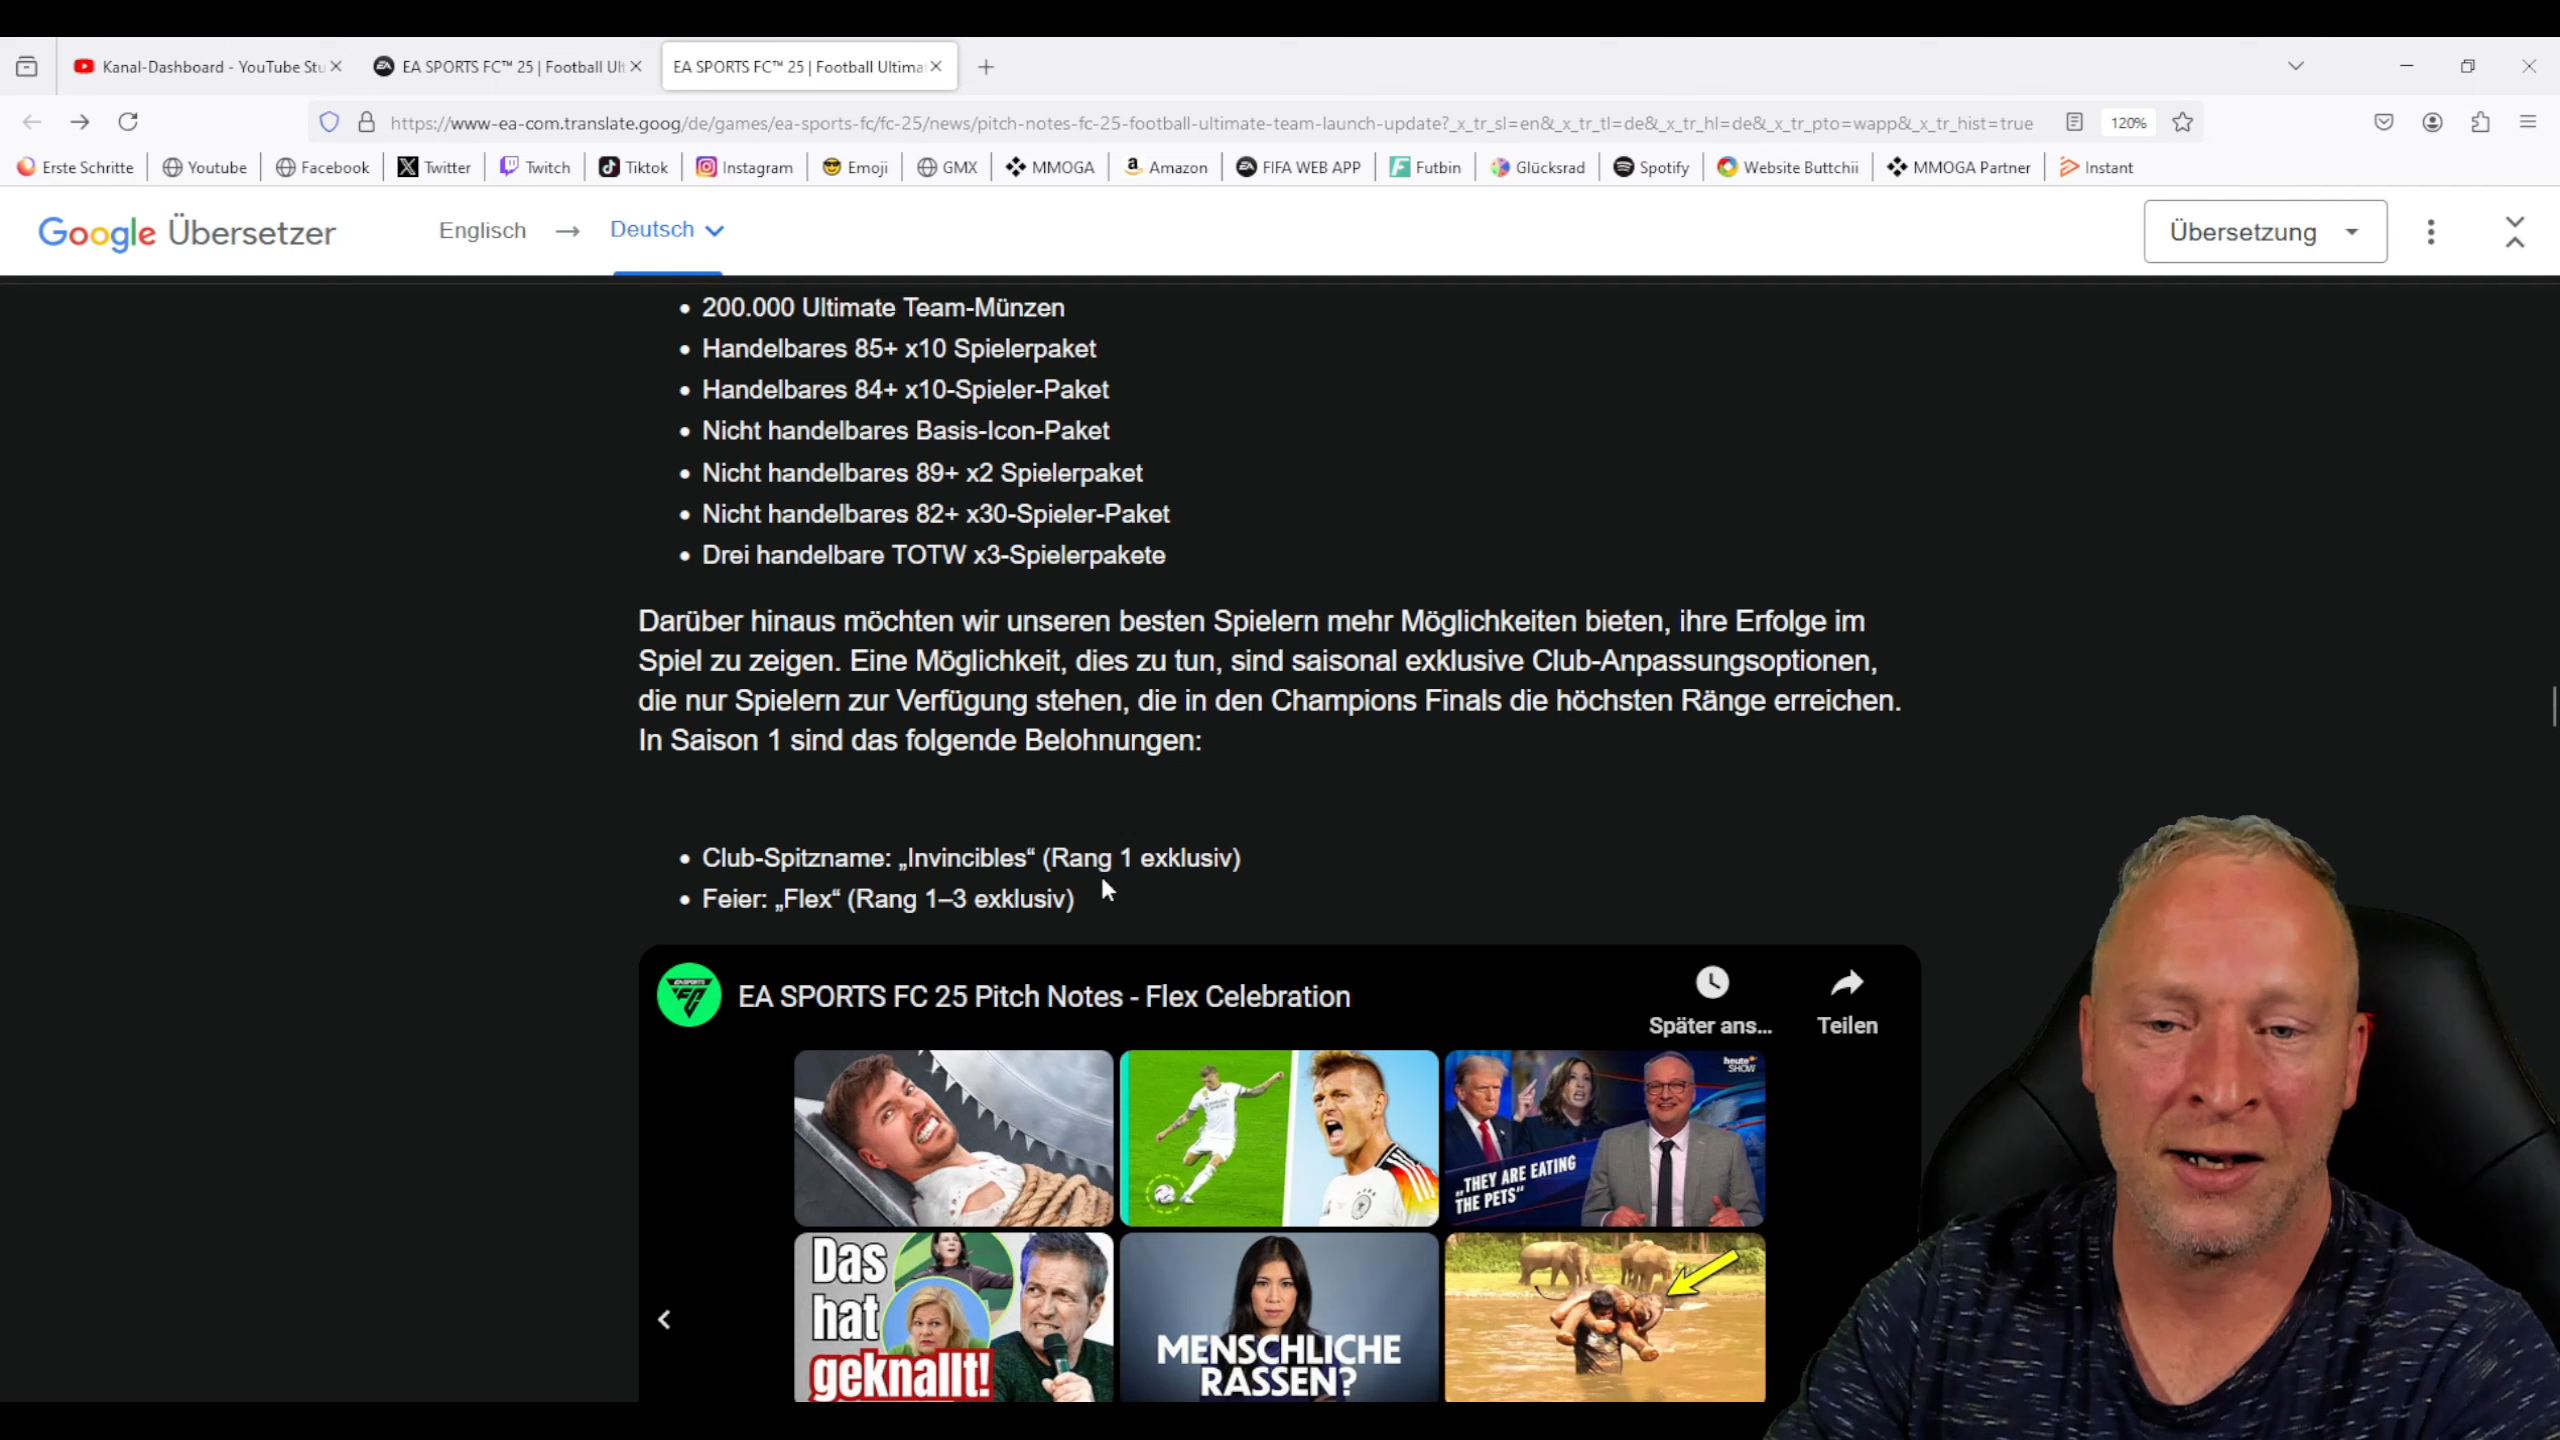 Kanal-Dashboard - YouTube Stu
EA SPORTS FC™ 25 | Football Ulti
EA SPORTS FC™ 25 | Football Ultima
https://www-ea-com.translate.goog/de/games/ea-sports-fc/fc-25/news/pitch-notes-fc-25-football-ultimate-team-launch-update?_x_tr_sl=en&_x_tr_tl=de&_x_tr_hl=de&_x_tr_pto=wapp&_x_tr_hist=true
120%
Erste Schritte
Youtube
Facebook
Twitter
Twitch
Tiktok
Instagram
Emoji
GMX
MMOGA
Amazon
FIFA WEB APP
Futbin
Glücksrad
Spotify
Website Buttchii
MMOGA Partner
Instant
Google Übersetzer
Englisch → Deutsch
Übersetzung
• 200.000 Ultimate Team-Münzen
• Handelbares 85+ x10 Spielerpaket
• Handelbares 84+ x10-Spieler-Paket
• Nicht handelbares Basis-Icon-Paket
• Nicht handelbares 89+ x2 Spielerpaket
• Nicht handelbares 82+ x30-Spieler-Paket
• Drei handelbare TOTW x3-Spielerpakete
Darüber hinaus möchten wir unseren besten Spielern mehr Möglichkeiten bieten, ihre Erfolge im
Spiel zu zeigen. Eine Möglichkeit, dies zu tun, sind saisonal exklusive Club-Anpassungsoptionen,
die nur Spielern zur Verfügung stehen, die in den Champions Finals die höchsten Ränge erreichen.
In Saison 1 sind das folgende Belohnungen:
• Club-Spitzname: „Invincibles“ (Rang 1 exklusiv)
• Feier: „Flex“ (Rang 1–3 exklusiv)
EA SPORTS FC 25 Pitch Notes - Flex Celebration
Später ans...
Teilen
heute
SHOW
„THEY ARE EATING
THE PETS“
Das
hat
geknallt!
MENSCHLICHE
RASSEN?